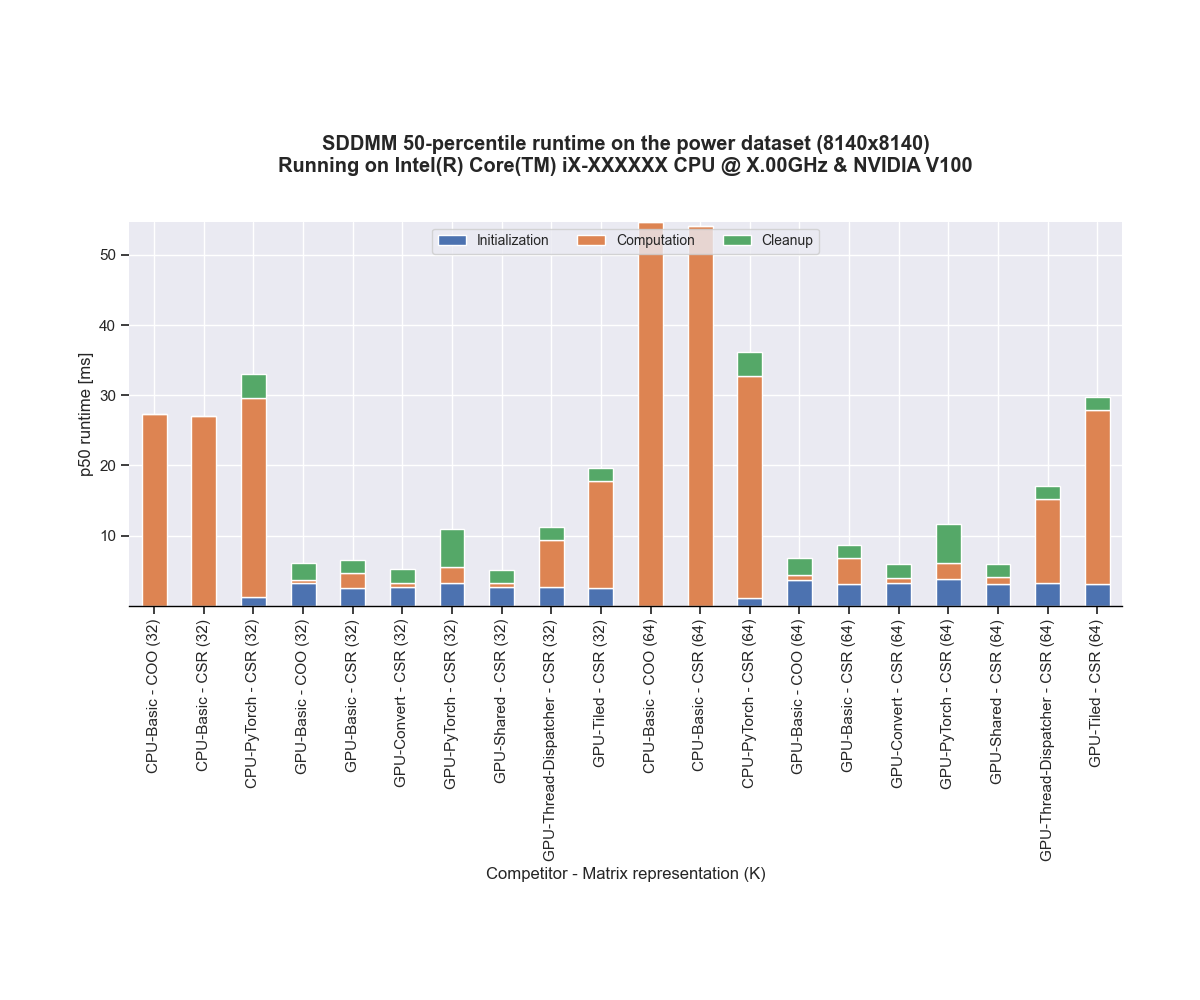 SDDMM 50-percentile runtime on the power dataset (8140x8140)
Running on Intel(R) Core(TM) iX-XXXXXX CPU @ X.00GHz & NVIDIA V100
Initialization
Computation
Cleanup
p50 runtime [ms]
50
40
30
20
10
CPU-Basic - COO (32)
CPU-Basic - CSR (32)
CPU-PyTorch - CSR (32)
GPU-Basic - COO (32)
GPU-Basic - CSR (32)
GPU-Convert - CSR (32)
GPU-PyTorch - CSR (32)
GPU-Shared - CSR (32)
GPU-Thread-Dispatcher - CSR (32)
GPU-Tiled - CSR (32)
CPU-Basic - COO (64)
CPU-Basic - CSR (64)
CPU-PyTorch - CSR (64)
GPU-Basic - COO (64)
GPU-Basic - CSR (64)
GPU-Convert - CSR (64)
GPU-PyTorch - CSR (64)
GPU-Shared - CSR (64)
GPU-Thread-Dispatcher - CSR (64)
GPU-Tiled - CSR (64)
Competitor - Matrix representation (K)